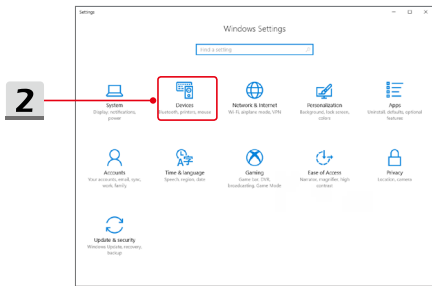 Settings
Windows Settings
Find a setting
2
System
Display, notifications,
power
Devices
Bluetooth, printers, mouse
Network & Internet
Wi-Fi, airplane mode, VPN
Personalization
Background, lock screen,
colors
Apps
Uninstall, defaults, optional
features
Accounts
Your accounts, email, sync,
work, family
Time & language
Speech, region, date
Gaming
Game bar, DVR,
broadcasting, Game Mode
Ease of Access
Narrator, magnifier, high
contrast
Privacy
Location, camera
Update & security
Windows Update, recovery,
backup